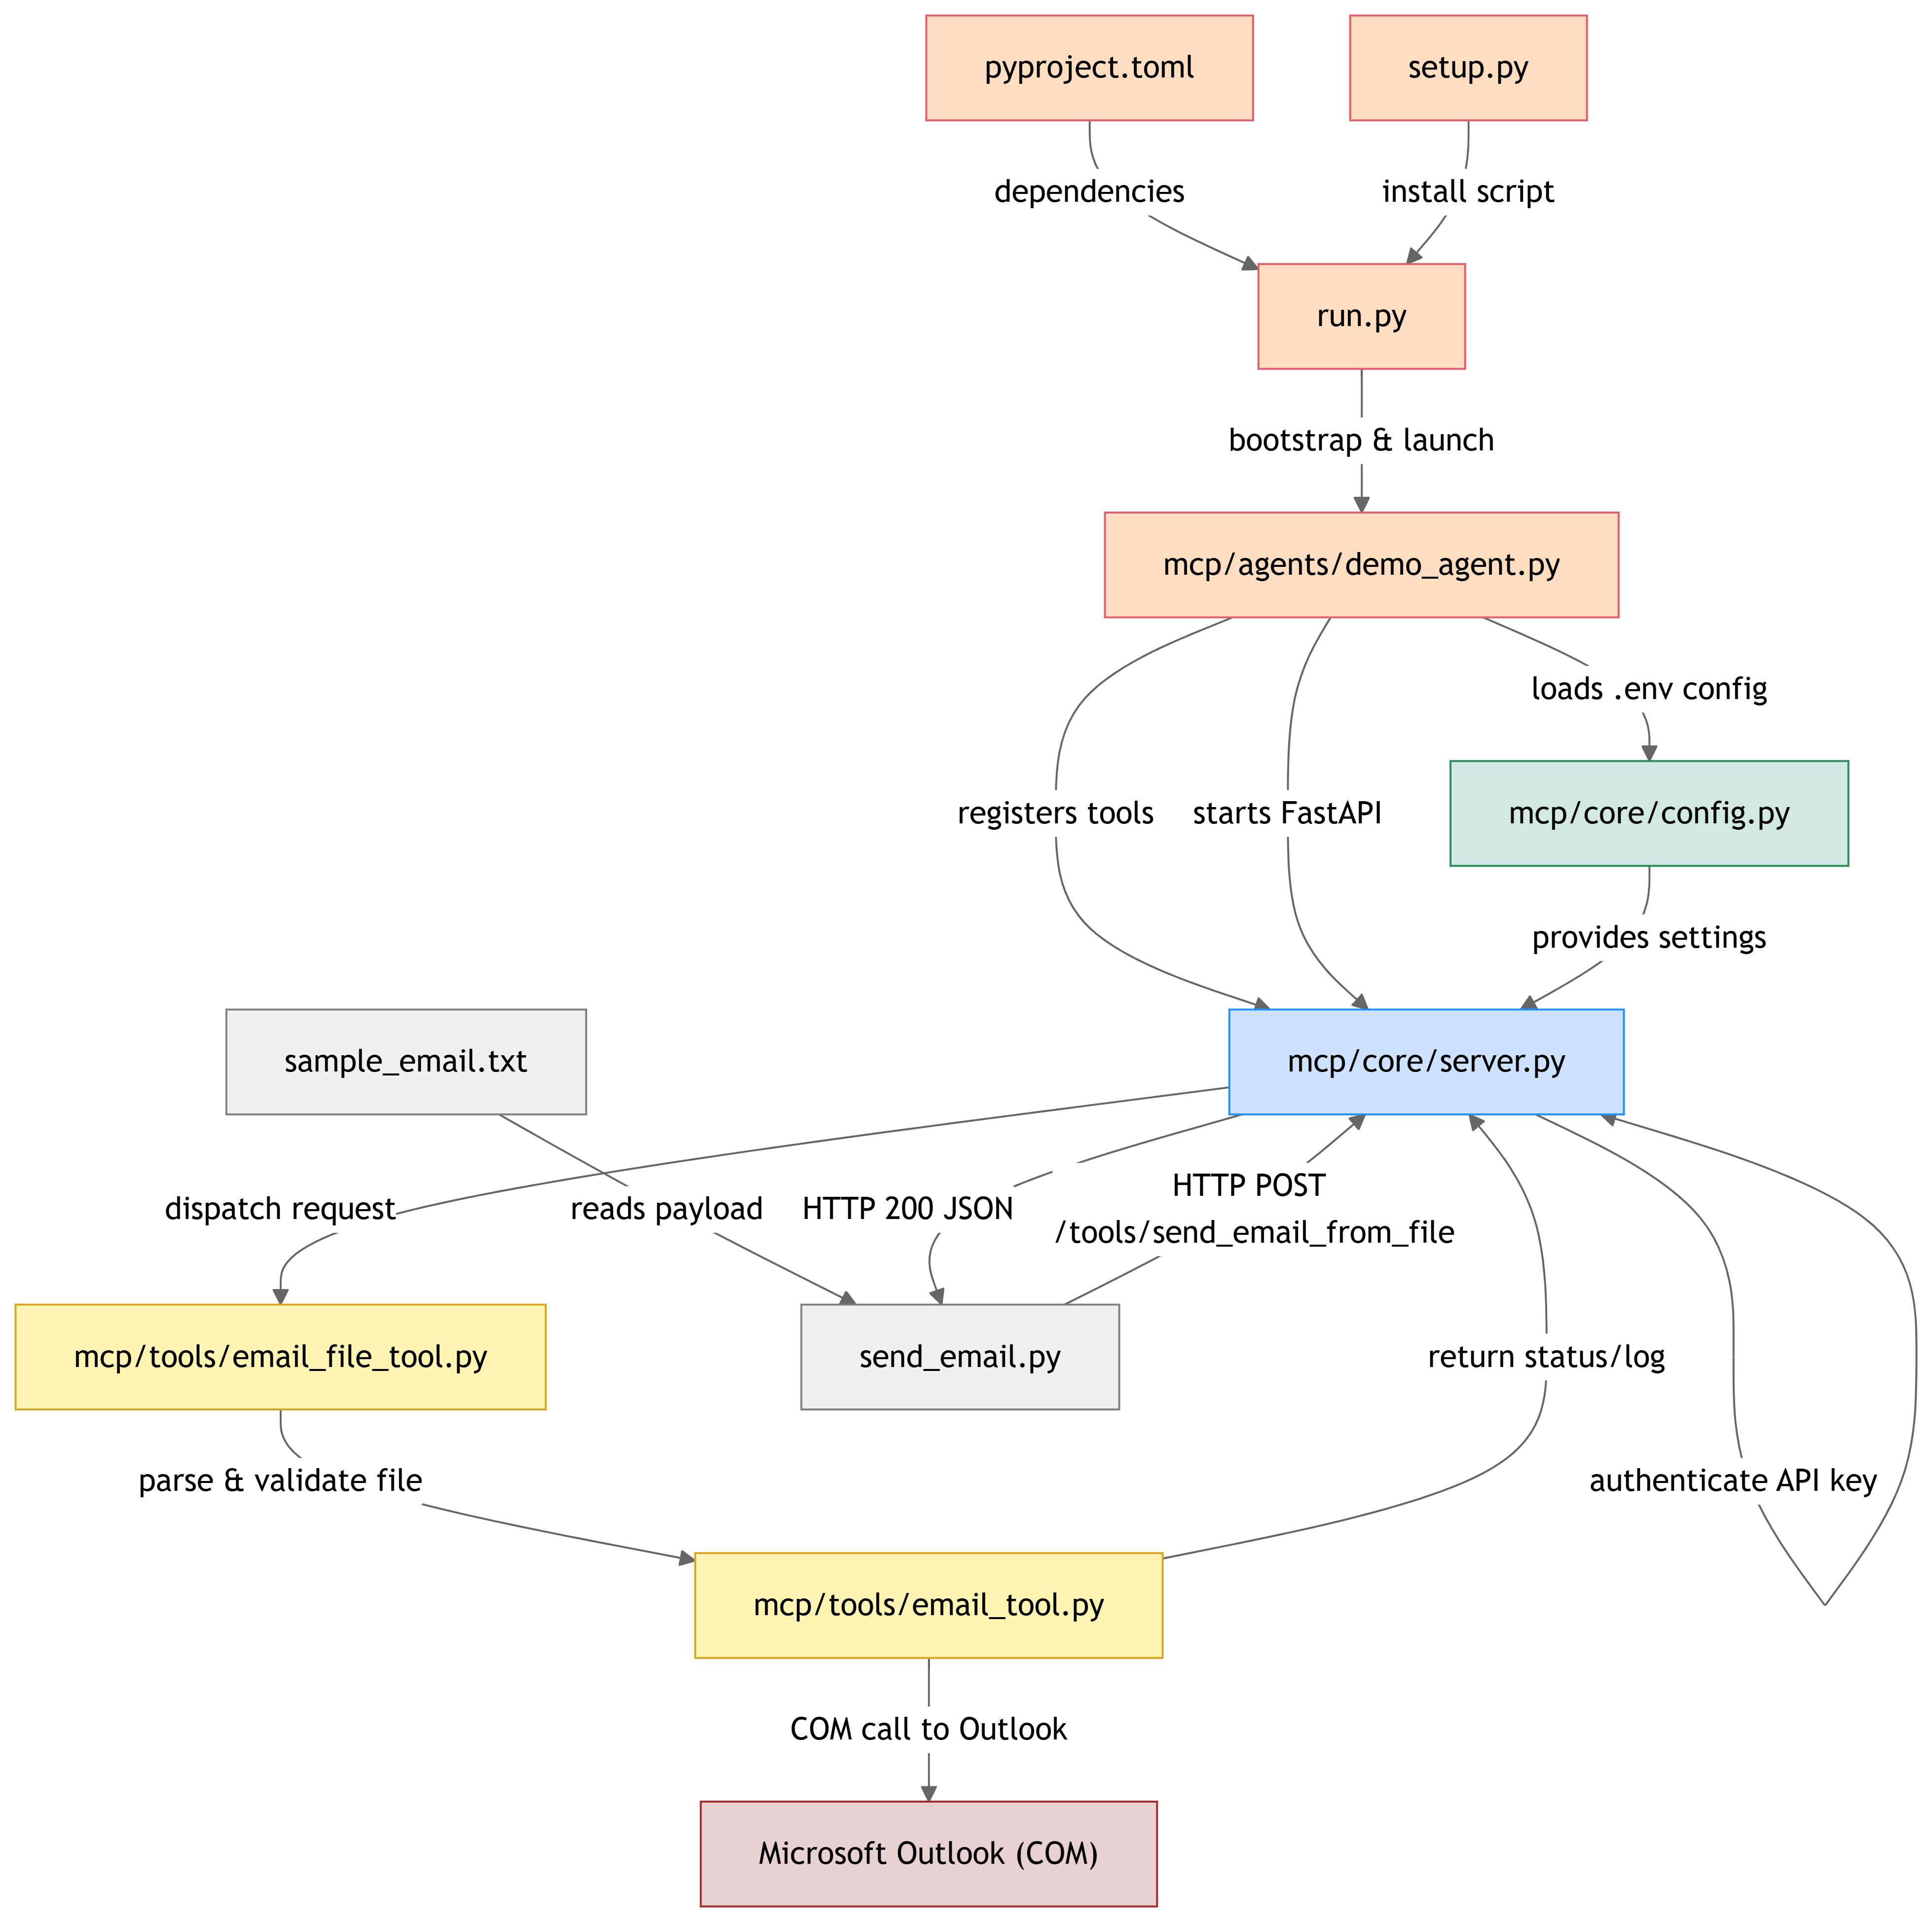 pyproject.toml
setup.py
dependencies
install script
run.py
bootstrap & launch
mcp/agents/demo_agent.py
loads .env config
registers tools
starts FastAPI
mcp/core/config.py
provides settings
sample_email.txt
mcp/core/server.py
dispatch request
reads payload
HTTP 200 JSON
HTTP POST
/tools/send_email_from_file
mcp/tools/email_file_tool.py
send_email.py
return status/log
parse & validate file
authenticate API key
mcp/tools/email_tool.py
COM call to Outlook
Microsoft Outlook (COM)